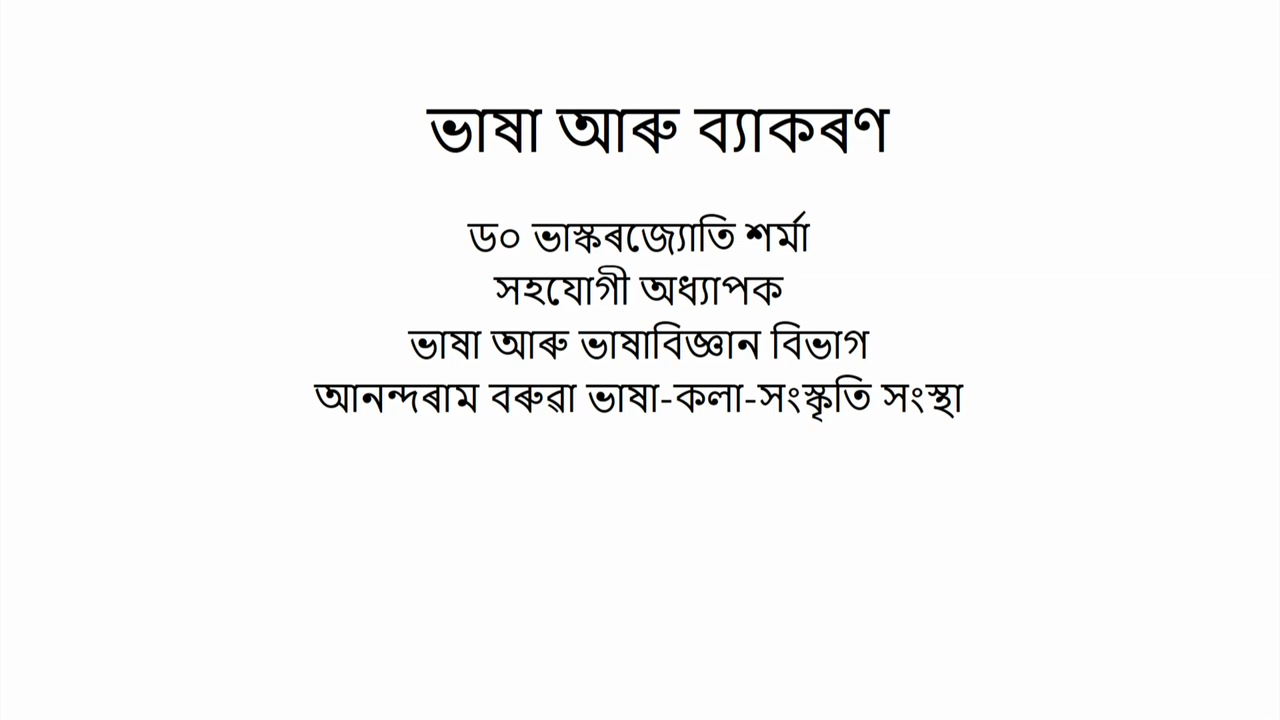 ভাষা আৰু ব্যাকৰণ
ড০ ভাস্কৰজ্যোতি শৰ্মা
সহযোগী অধ্যাপক
ভাষা আৰু ভাষাবিজ্ঞান বিভাগ
আনন্দৰাম বৰুৱা ভাষা-কলা-সংস্কৃতি সংস্থা